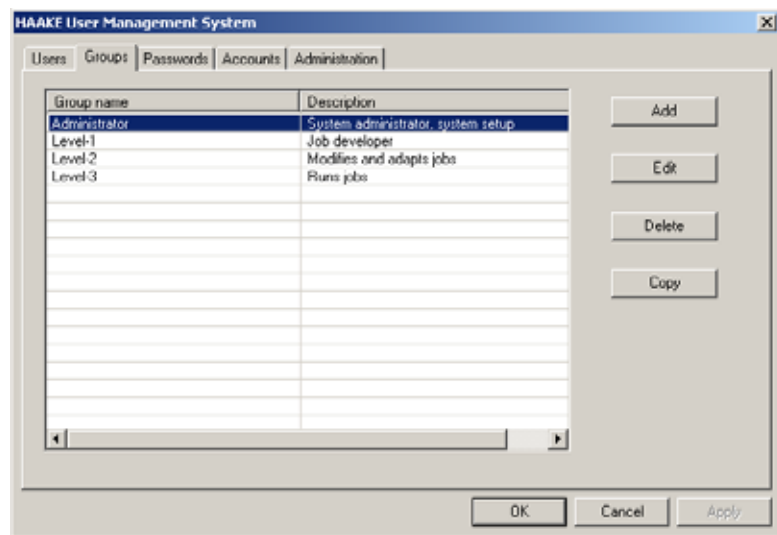 HAAKE User Management System
Users Groups Passwords Accounts Administration
Group name Description
Administrator System administrator, system setup
Level-1 Job developer
Level-2 Modifies and adapts jobs
Level-3 Runs jobs
Add
Edit
Delete
Copy
OK Cancel Apply